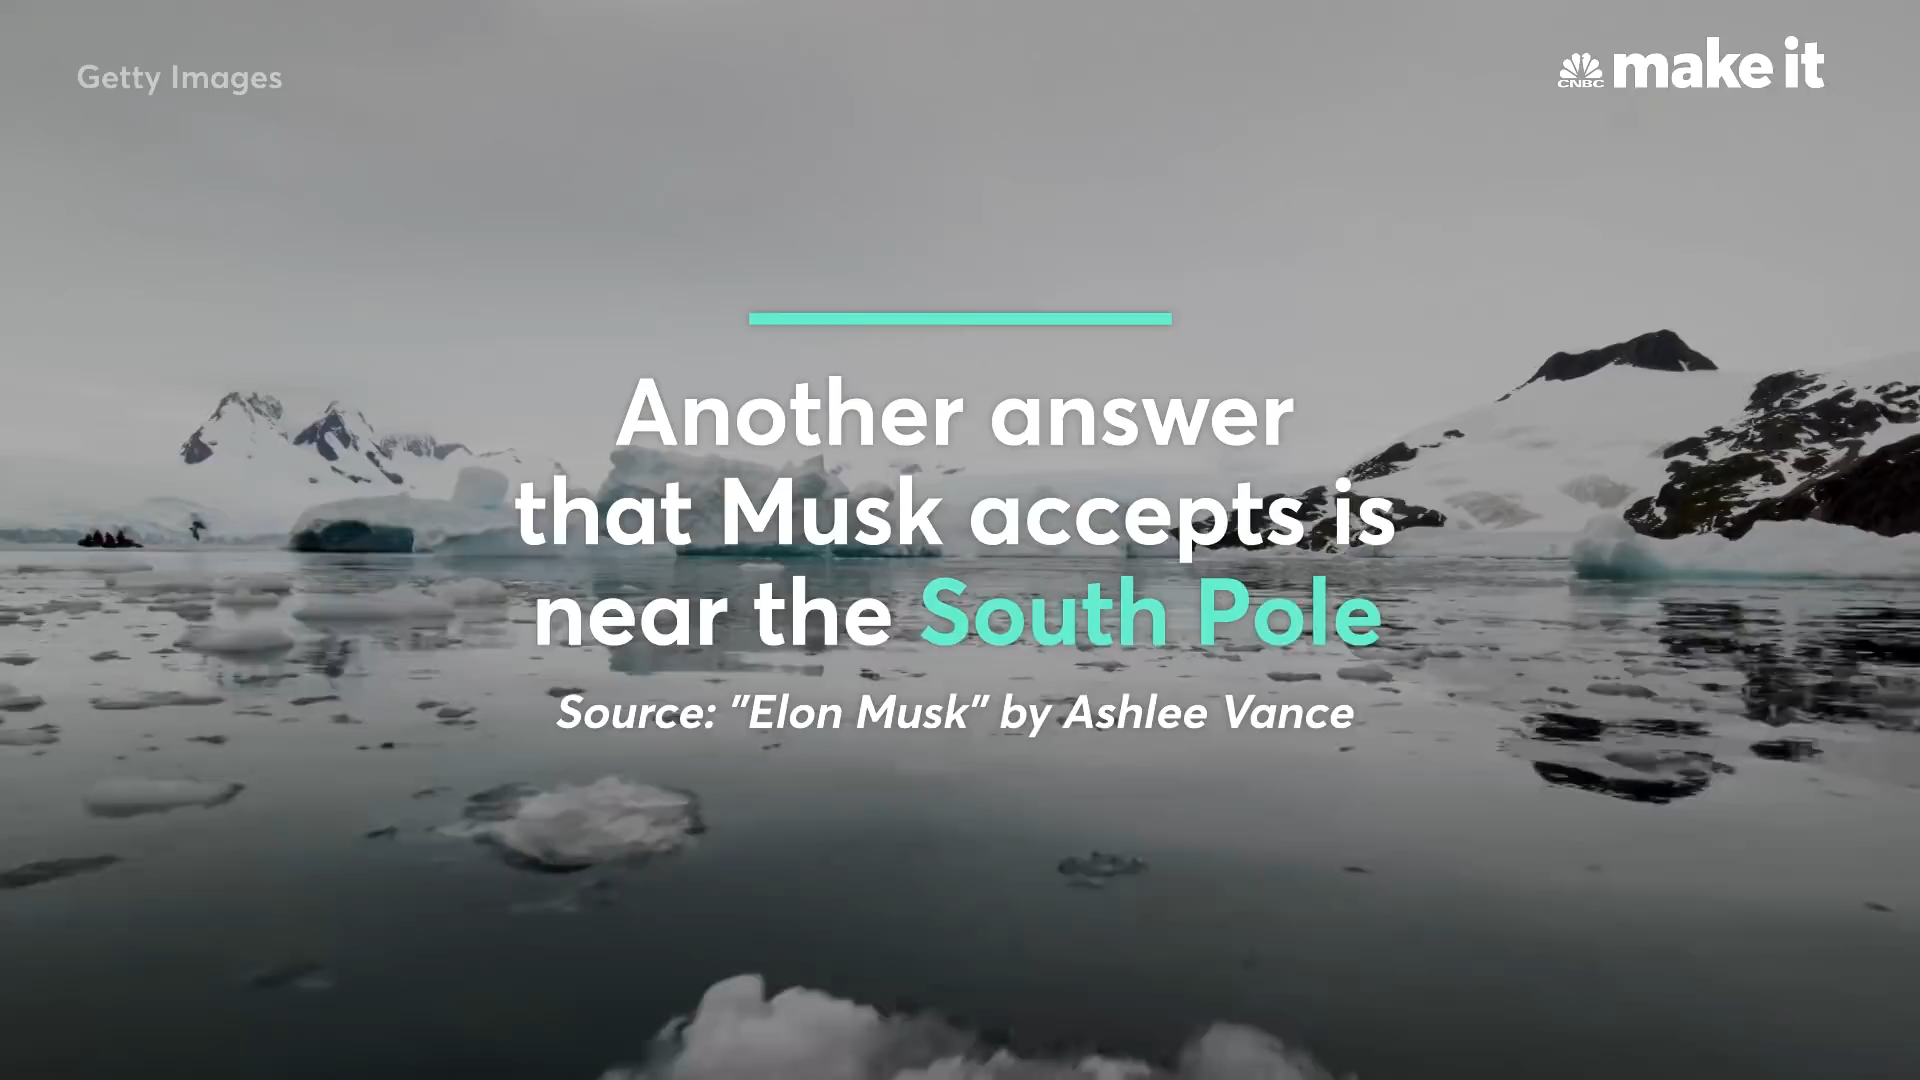 Getty Images
CNBC make it
Another answer
that Musk accepts is
near the South Pole
Source: "Elon Musk" by Ashlee Vance